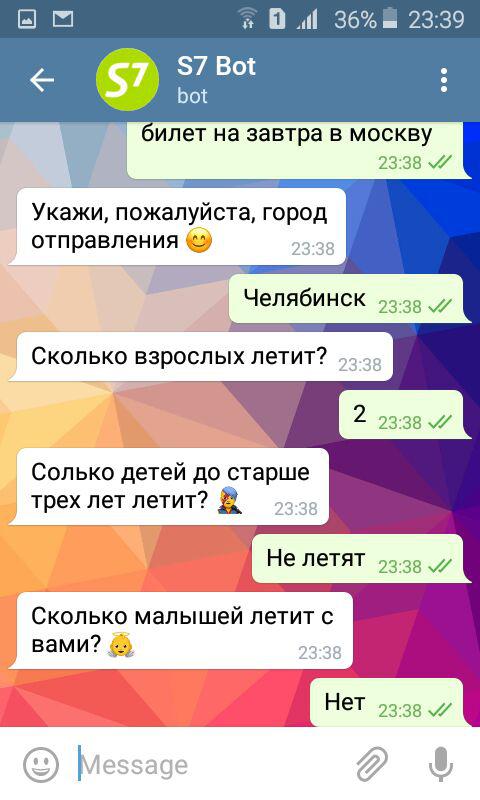 36% 23:39
S7 S7 Bot
bot
билет на завтра в москву
23:38
Укажи, пожалуйста, город
отправления 😊 23:38
Челябинск 23:38
Сколько взрослых летит? 23:38
2 23:38
Солько детей до старше
трех лет летит? 👨‍🎤 23:38
Не летят 23:38
Сколько малышей летит с
вами? 👼 23:38
Нет 23:38
Message